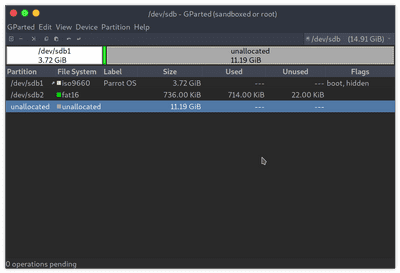 /dev/sdb - GParted (sandboxed or root)
GParted Edit View Device Partition Help
/dev/sdb (14.91 GiB)
/dev/sdb1 unallocated
3.72 GiB 11.19 GiB
Partition File System Label Size Used Unused Flags
/dev/sdb1 iso9660 Parrot OS 3.72 GiB --- --- boot, hidden
/dev/sdb2 fat16 736.00 KiB 714.00 KiB 22.00 KiB
unallocated unallocated 11.19 GiB --- ---
0 operations pending